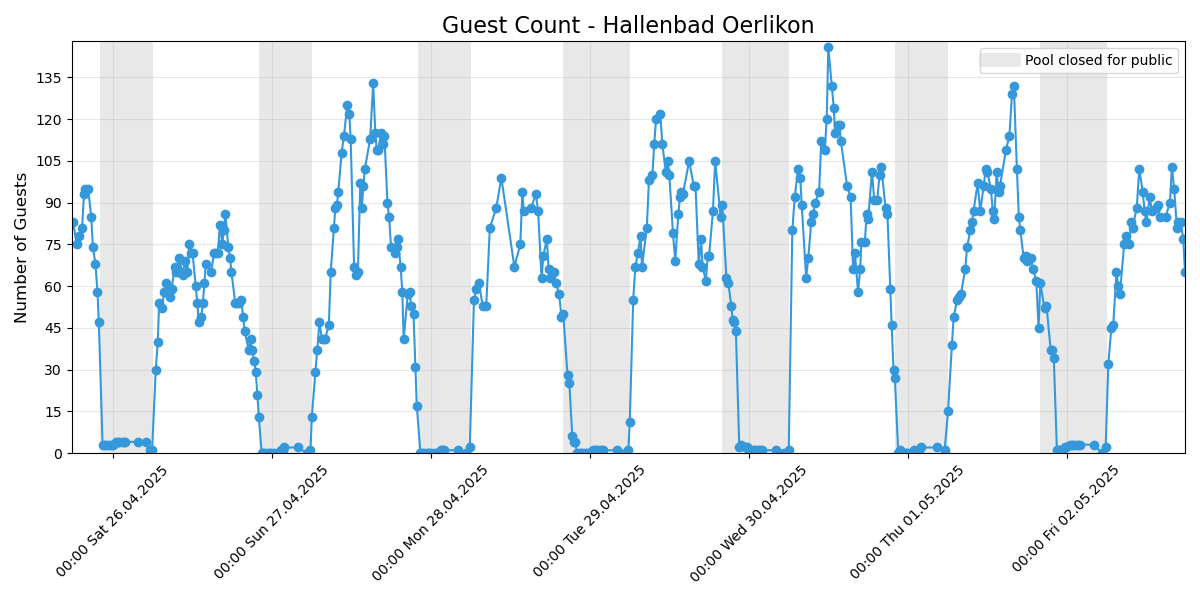 Guest Count - Hallenbad Oerlikon
Pool closed for public
Number of Guests
135
120
105
90
75
60
45
30
15
0
00:00 Sat 26.04.2025
00:00 Sun 27.04.2025
00:00 Mon 28.04.2025
00:00 Tue 29.04.2025
00:00 Wed 30.04.2025
00:00 Thu 01.05.2025
00:00 Fri 02.05.2025